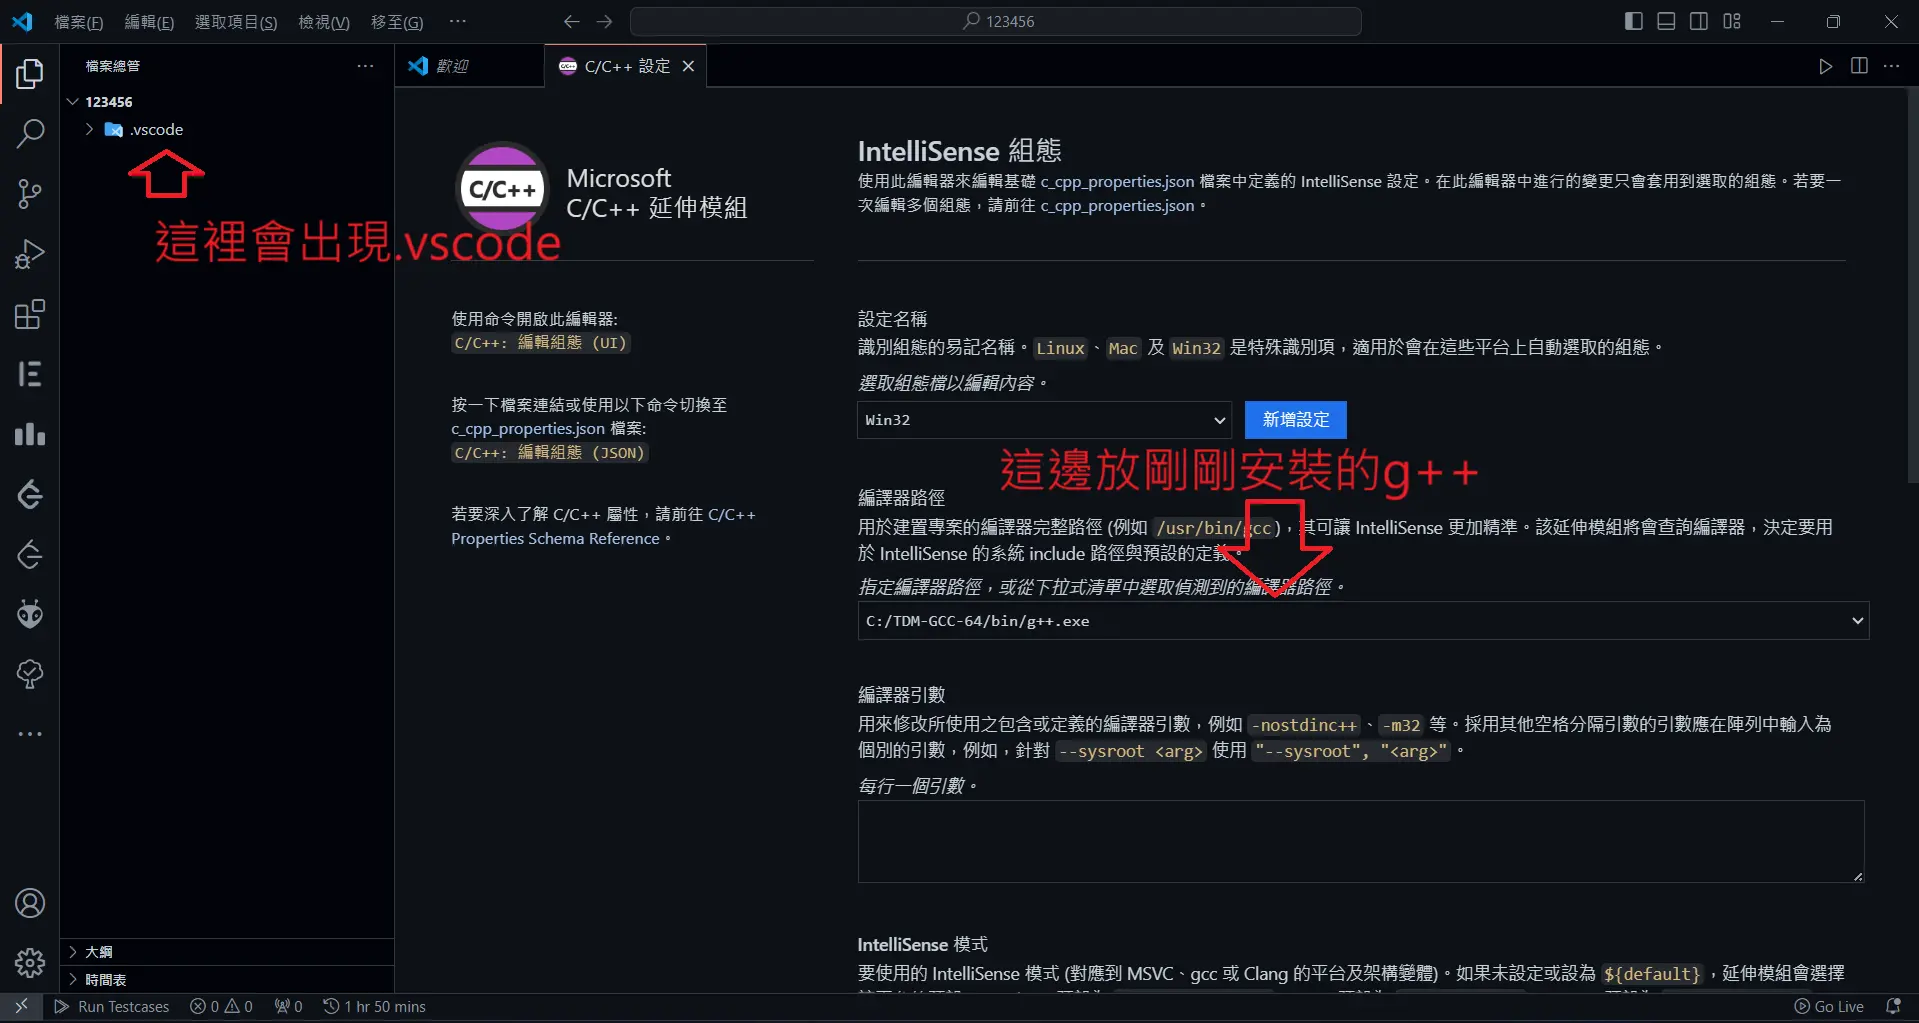 檔案(F) 編輯(E) 選取項目(S) 檢視(V) 移至(G) ··· 123456
檔案總管 ···
歡迎
C/C++ 設定
123456
.vscode
這裡會出現.vscode
C/C++
Microsoft
C/C++ 延伸模組
使用命令開啟此編輯器:
C/C++: 編輯組態 (UI)
按一下檔案連結或使用以下命令切換至
c_cpp_properties.json 檔案:
C/C++: 編輯組態 (JSON)
若要深入了解 C/C++ 屬性，請前往 C/C++
Properties Schema Reference。
IntelliSense 組態
使用此編輯器來編輯基礎 c_cpp_properties.json 檔案中定義的 IntelliSense 設定。在此編輯器中進行的變更只會套用到選取的組態。若要一
次編輯多個組態，請前往 c_cpp_properties.json。
設定名稱
識別組態的易記名稱。Linux、Mac 及 Win32 是特殊識別項，適用於會在這些平台上自動選取的組態。
選取組態檔以編輯內容。
Win32
新增設定
這邊放剛剛安裝的g++
編譯器路徑
用於建置專案的編譯器完整路徑 (例如 /usr/bin/gcc)，其可讓 IntelliSense 更加精準。該延伸模組將會查詢編譯器，決定要用
於 IntelliSense 的系統 include 路徑與預設的定義。
指定編譯器路徑，或從下拉式清單中選取偵測到的編譯器路徑。
C:/TDM-GCC-64/bin/g++.exe
編譯器引數
用來修改所使用之包含或定義的編譯器引數，例如 -nostdinc++、-m32 等。採用其他空格分隔引數的引數應在陣列中輸入為
個別的引數，例如，針對 --sysroot <arg> 使用 "--sysroot", "<arg>"。
每行一個引數。
IntelliSense 模式
要使用的 IntelliSense 模式 (對應到 MSVC、gcc 或 Clang 的平台及架構變體)。如果未設定或設為 ${default}，延伸模組會選擇
大綱
時間表
Run Testcases 0 0 0 1 hr 50 mins Go Live